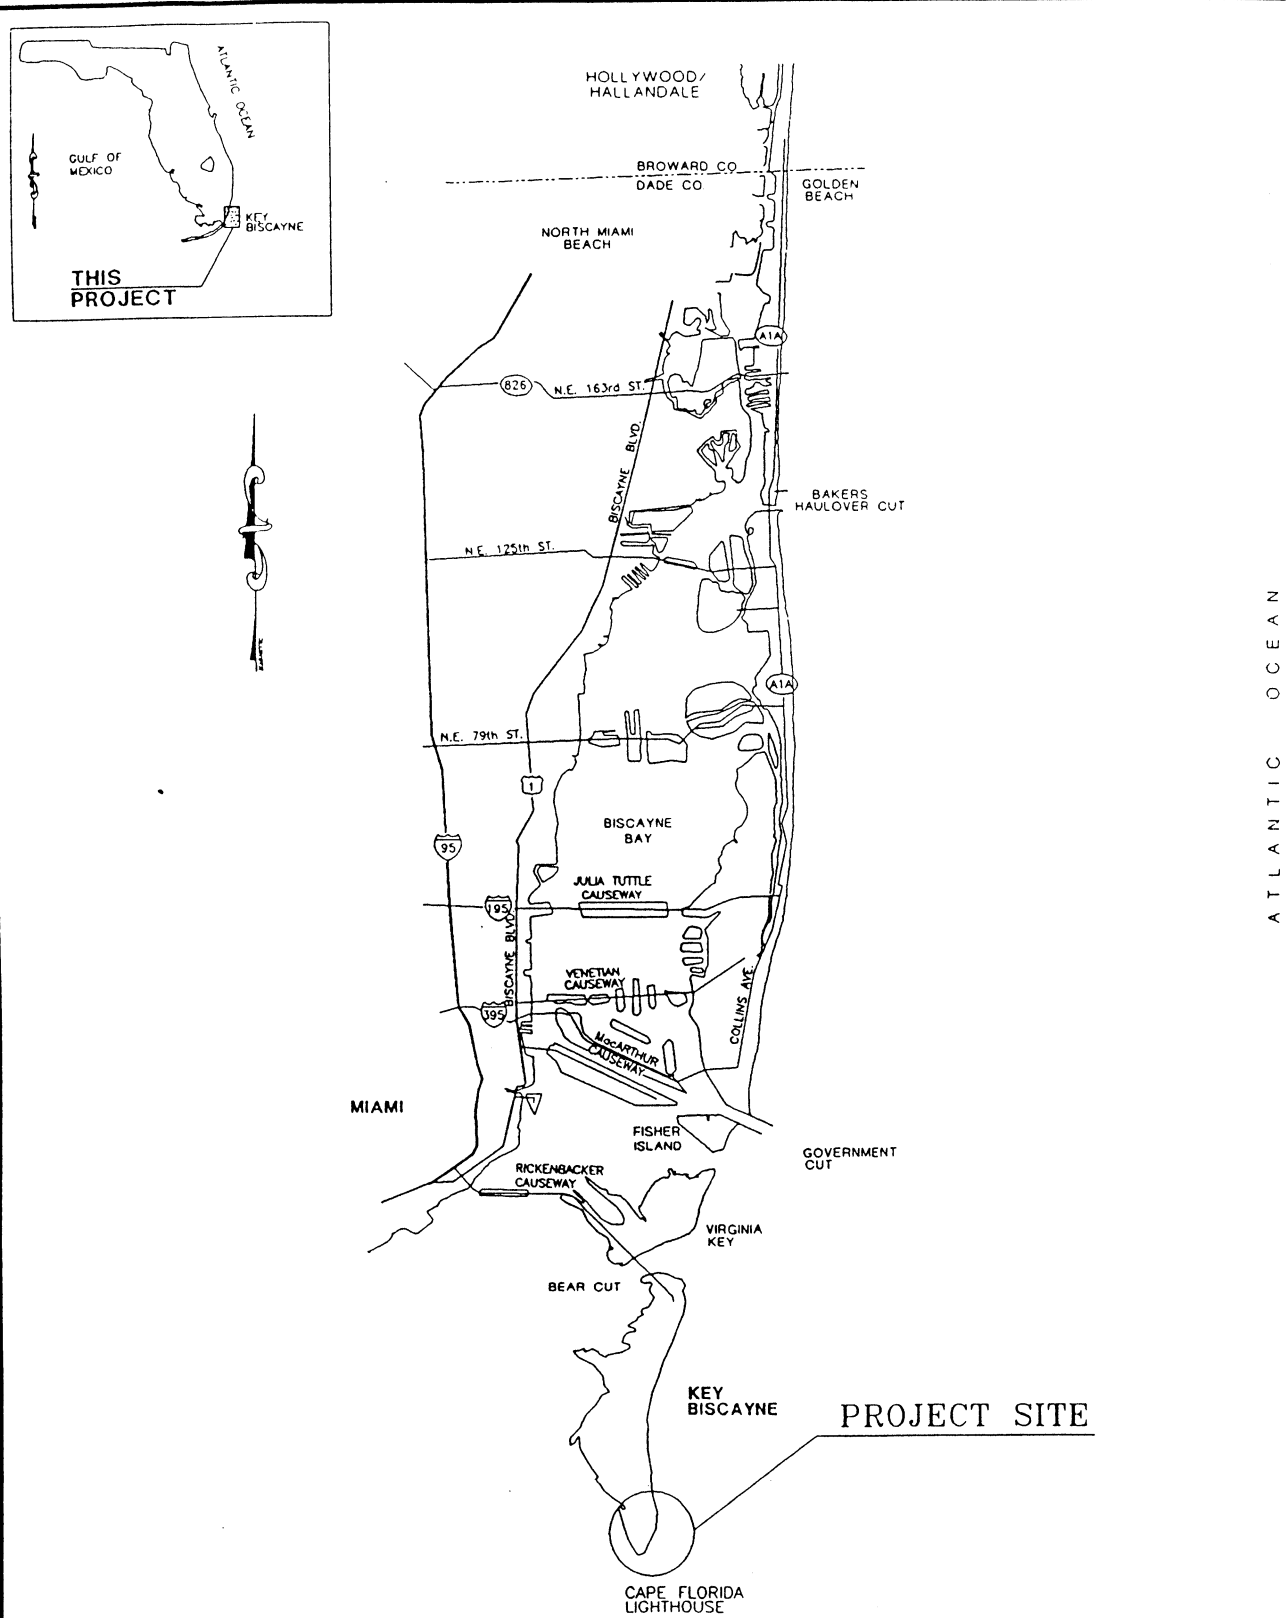 ATLANTIC OCEAN
GULF OF
MEXICO
KEY
BISCAYNE
THIS
PROJECT
HOLLYWOOD/
HALLANDALE
BROWARD CO
DADE CO
GOLDEN
BEACH
NORTH MIAMI
BEACH
A1A
826
N.E. 163rd ST.
BISCAYNE BLVD.
BAKERS
HAULOVER CUT
N.E. 125th ST.
ATLANTIC OCEAN
A1A
N.E. 79th ST.
1
BISCAYNE
BAY
95
JULIA TUTTLE
CAUSEWAY
195
BISCAYNE BLVD.
VENETIAN
CAUSEWAY
395
COLLINS AVE.
MacARTHUR
CAUSEWAY
MIAMI
FISHER
ISLAND
GOVERNMENT
CUT
RICKENBACKER
CAUSEWAY
VIRGINIA
KEY
BEAR CUT
KEY
BISCAYNE
PROJECT SITE
CAPE FLORIDA
LIGHTHOUSE